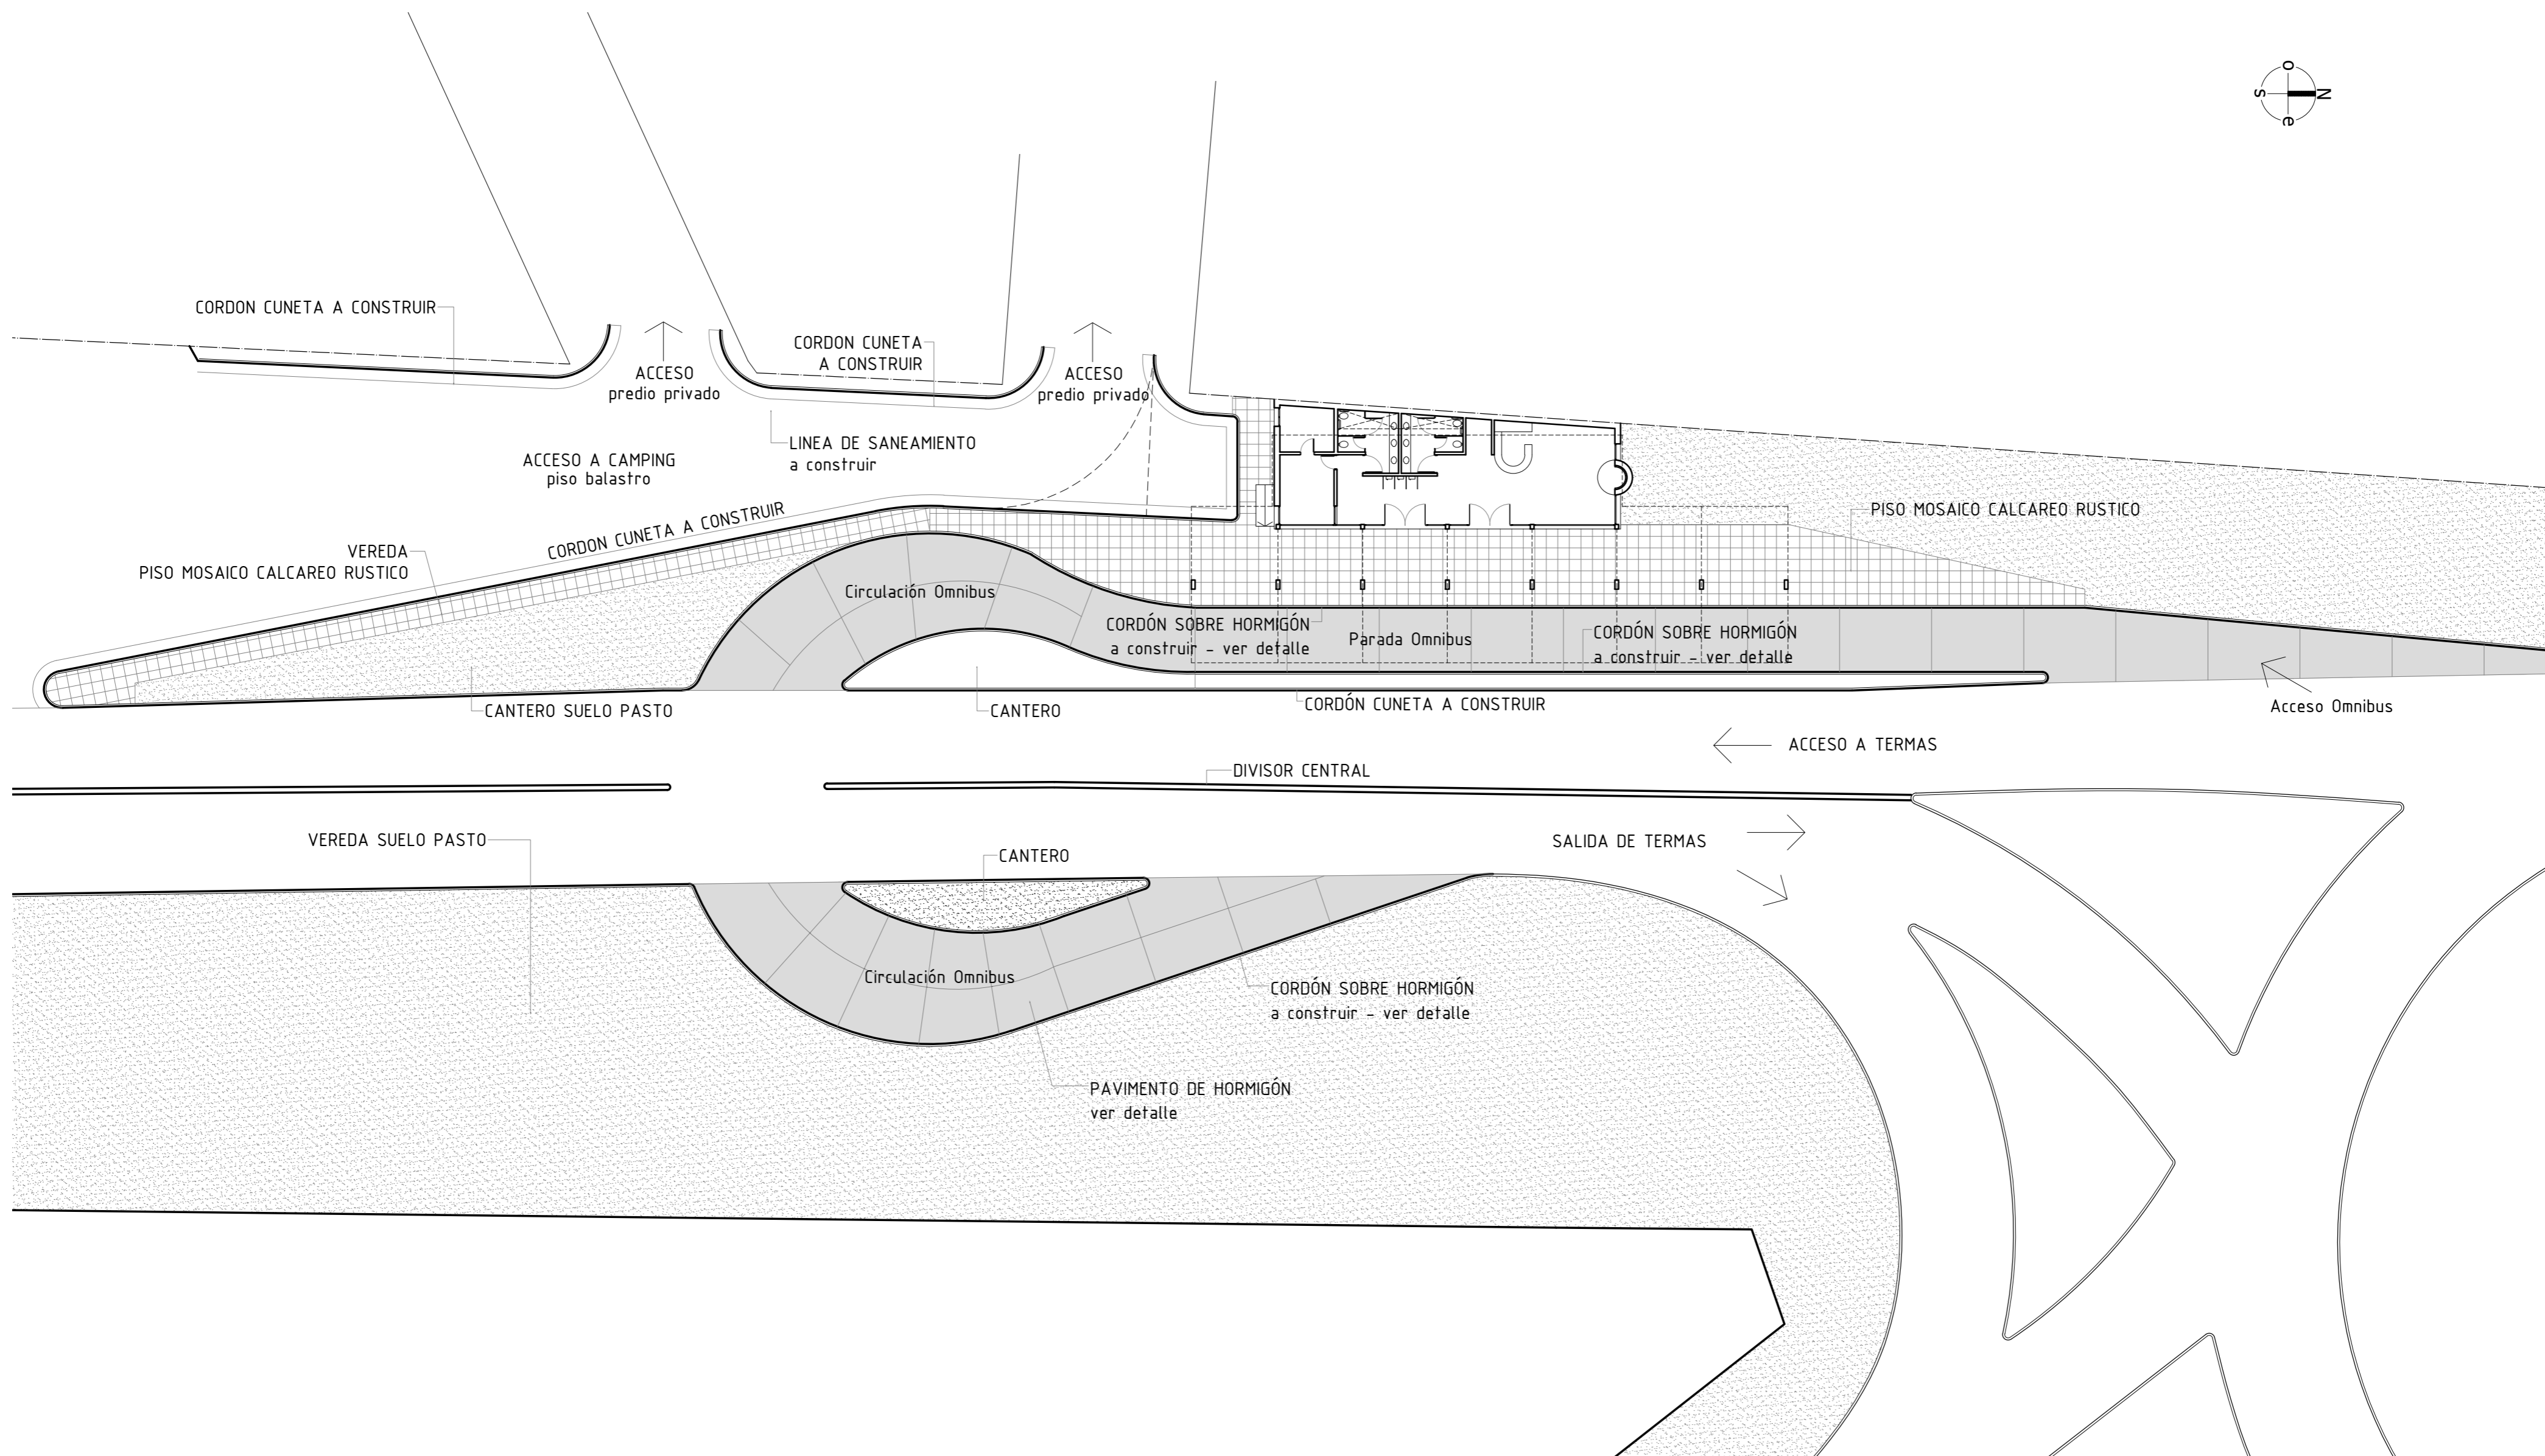 O
S
N
e
CORDON CUNETA A CONSTRUIR
CORDON CUNETA
A CONSTRUIR
ACCESO
predio privado
ACCESO
predio privado
LINEA DE SANEAMIENTO
a construir
ACCESO A CAMPING
piso balastro
CORDON CUNETA A CONSTRUIR
PISO MOSAICO CALCAREO RUSTICO
VEREDA
PISO MOSAICO CALCAREO RUSTICO
Circulación Omnibus
CORDÓN SOBRE HORMIGÓN
a construir - ver detalle
Parada Omnibus
CORDÓN SOBRE HORMIGÓN
a construir - ver detalle
CANTERO SUELO PASTO
CANTERO
CORDÓN CUNETA A CONSTRUIR
Acceso Omnibus
ACCESO A TERMAS
DIVISOR CENTRAL
VEREDA SUELO PASTO
CANTERO
SALIDA DE TERMAS
Circulación Omnibus
CORDÓN SOBRE HORMIGÓN
a construir - ver detalle
PAVIMENTO DE HORMIGÓN
ver detalle